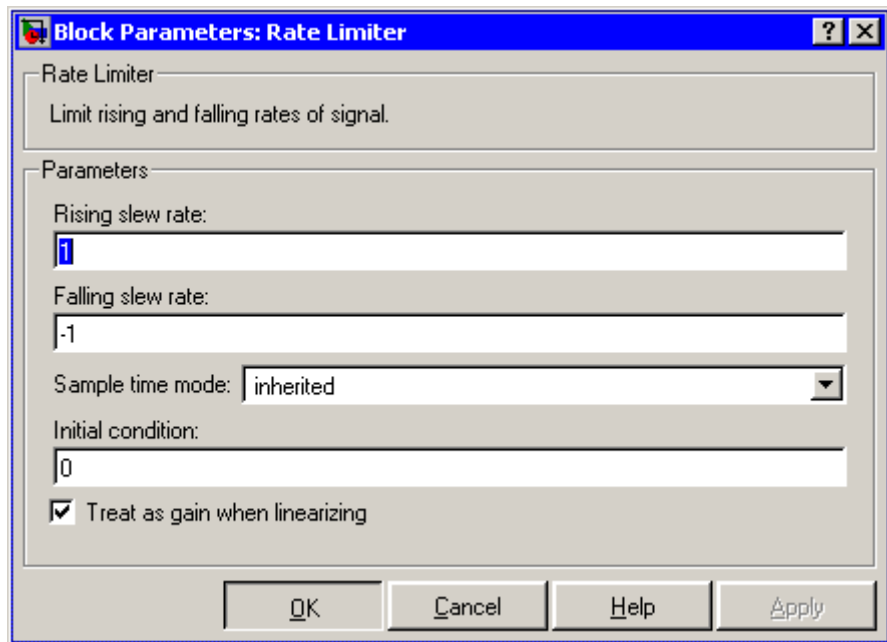 Block Parameters: Rate Limiter
Rate Limiter
Limit rising and falling rates of signal.
Parameters
Rising slew rate:
1
Falling slew rate:
-1
Sample time mode: inherited
Initial condition:
0
Treat as gain when linearizing
OK Cancel Help Apply